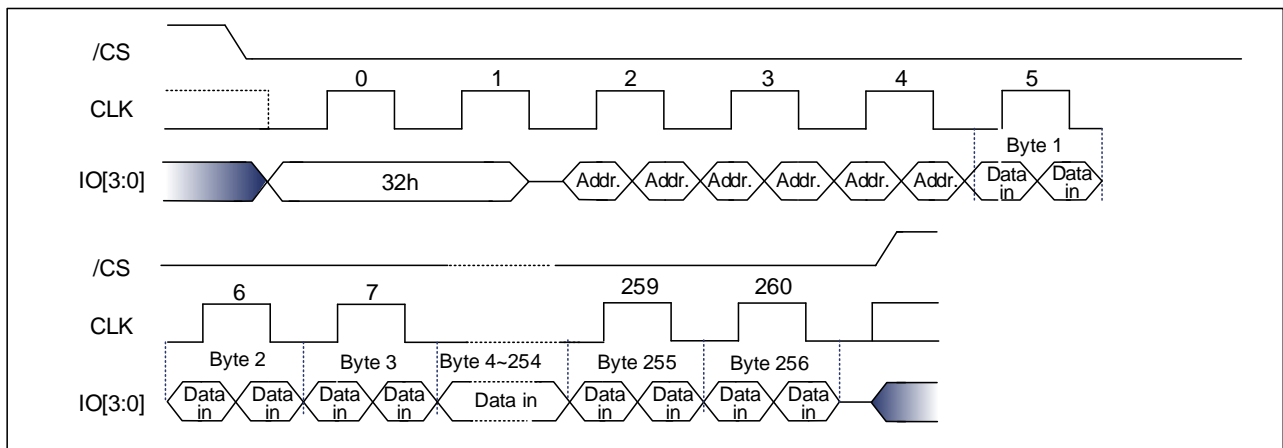 /CS
0 1 2 3 4 5
CLK
Byte 1
IO[3:0] 32h Addr. Addr. Addr. Addr. Addr. Addr. Data in Data in
/CS
6 7 259 260
CLK
Byte 2 Byte 3 Byte 4~254 Byte 255 Byte 256
IO[3:0] Data in Data in Data in Data in Data in Data in Data in Data in Data in